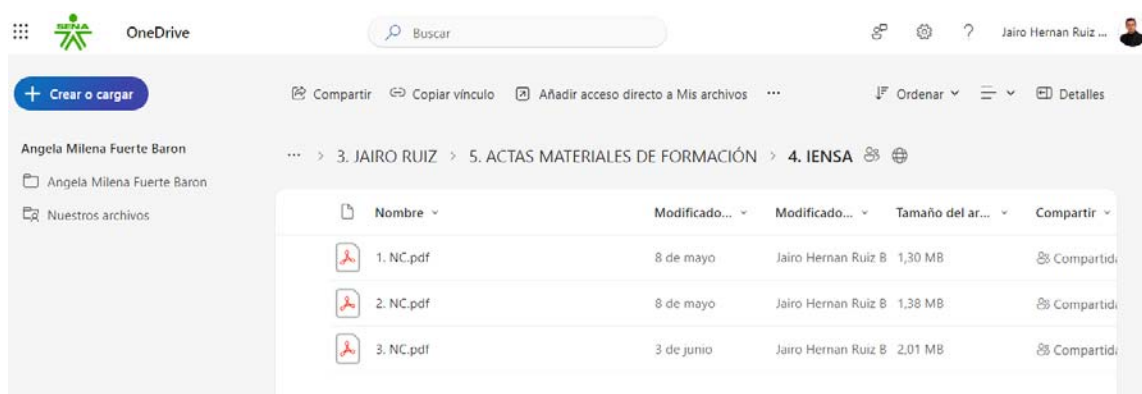 SENA
OneDrive
Buscar
Jairo Hernan Ruiz ...
Crear o cargar
Compartir Copiar vínculo Añadir acceso directo a Mis archivos ... Ordenar Detalles
Angela Milena Fuerte Baron
Angela Milena Fuerte Baron
Nuestros archivos
... > 3. JAIRO RUIZ > 5. ACTAS MATERIALES DE FORMACIÓN > 4. IENSA
Nombre Modificado... Modificado... Tamaño del ar... Compartir
1. NC.pdf 8 de mayo Jairo Hernan Ruiz B 1,30 MB Compartida
2. NC.pdf 8 de mayo Jairo Hernan Ruiz B 1,38 MB Compartida
3. NC.pdf 3 de junio Jairo Hernan Ruiz B 2,01 MB Compartida